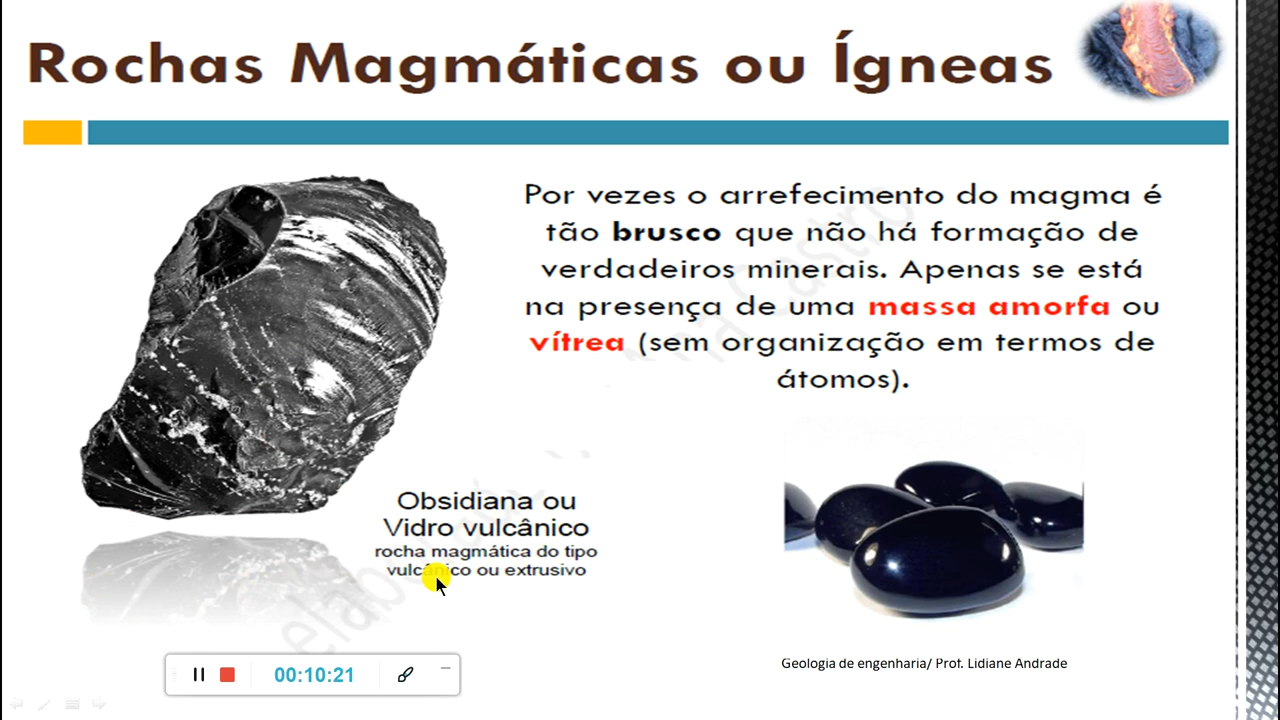 Rochas Magmáticas ou Ígneas
Por vezes o arrefecimento do magma é
tão brusco que não há formação de
verdadeiros minerais. Apenas se está
na presença de uma massa amorfa ou
vítrea (sem organização em termos de
átomos).
Obsidiana ou
Vidro vulcânico
rocha magmática do tipo
vulcânico ou extrusivo
00:10:21
Geologia de engenharia/ Prof. Lidiane Andrade